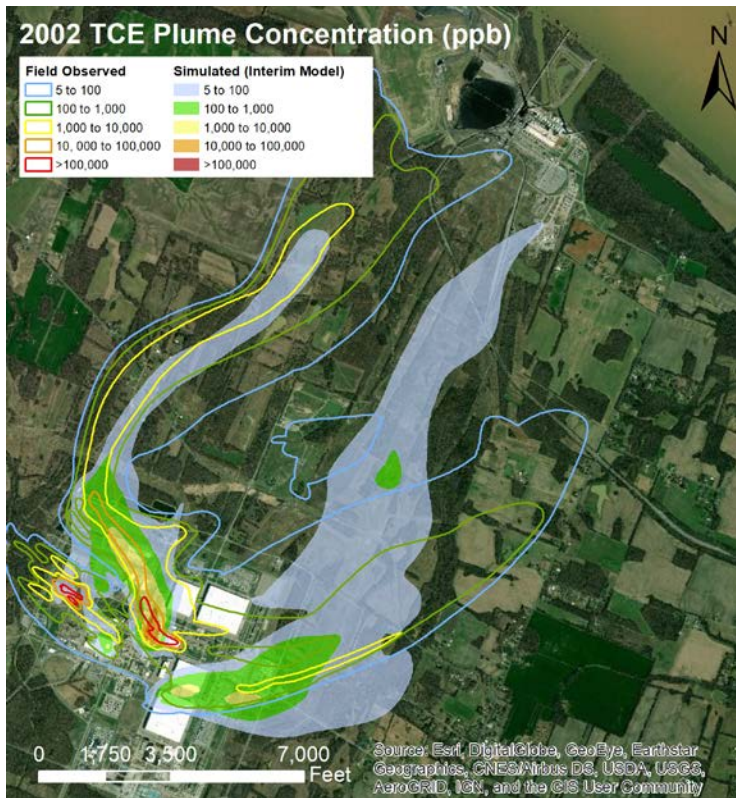 2002 TCE Plume Concentration (ppb)
N
Field Observed
Simulated (Interim Model)
5 to 100
5 to 100
100 to 1,000
100 to 1,000
1,000 to 10,000
1,000 to 10,000
10, 000 to 100,000
10,000 to 100,000
>100,000
>100,000
0 1,750 3,500 7,000
Feet
Source: Esri, DigitalGlobe, GeoEye, Earthstar
Geographics, CNES/Airbus DS, USDA, USGS,
AeroGRID, IGN, and the GIS User Community